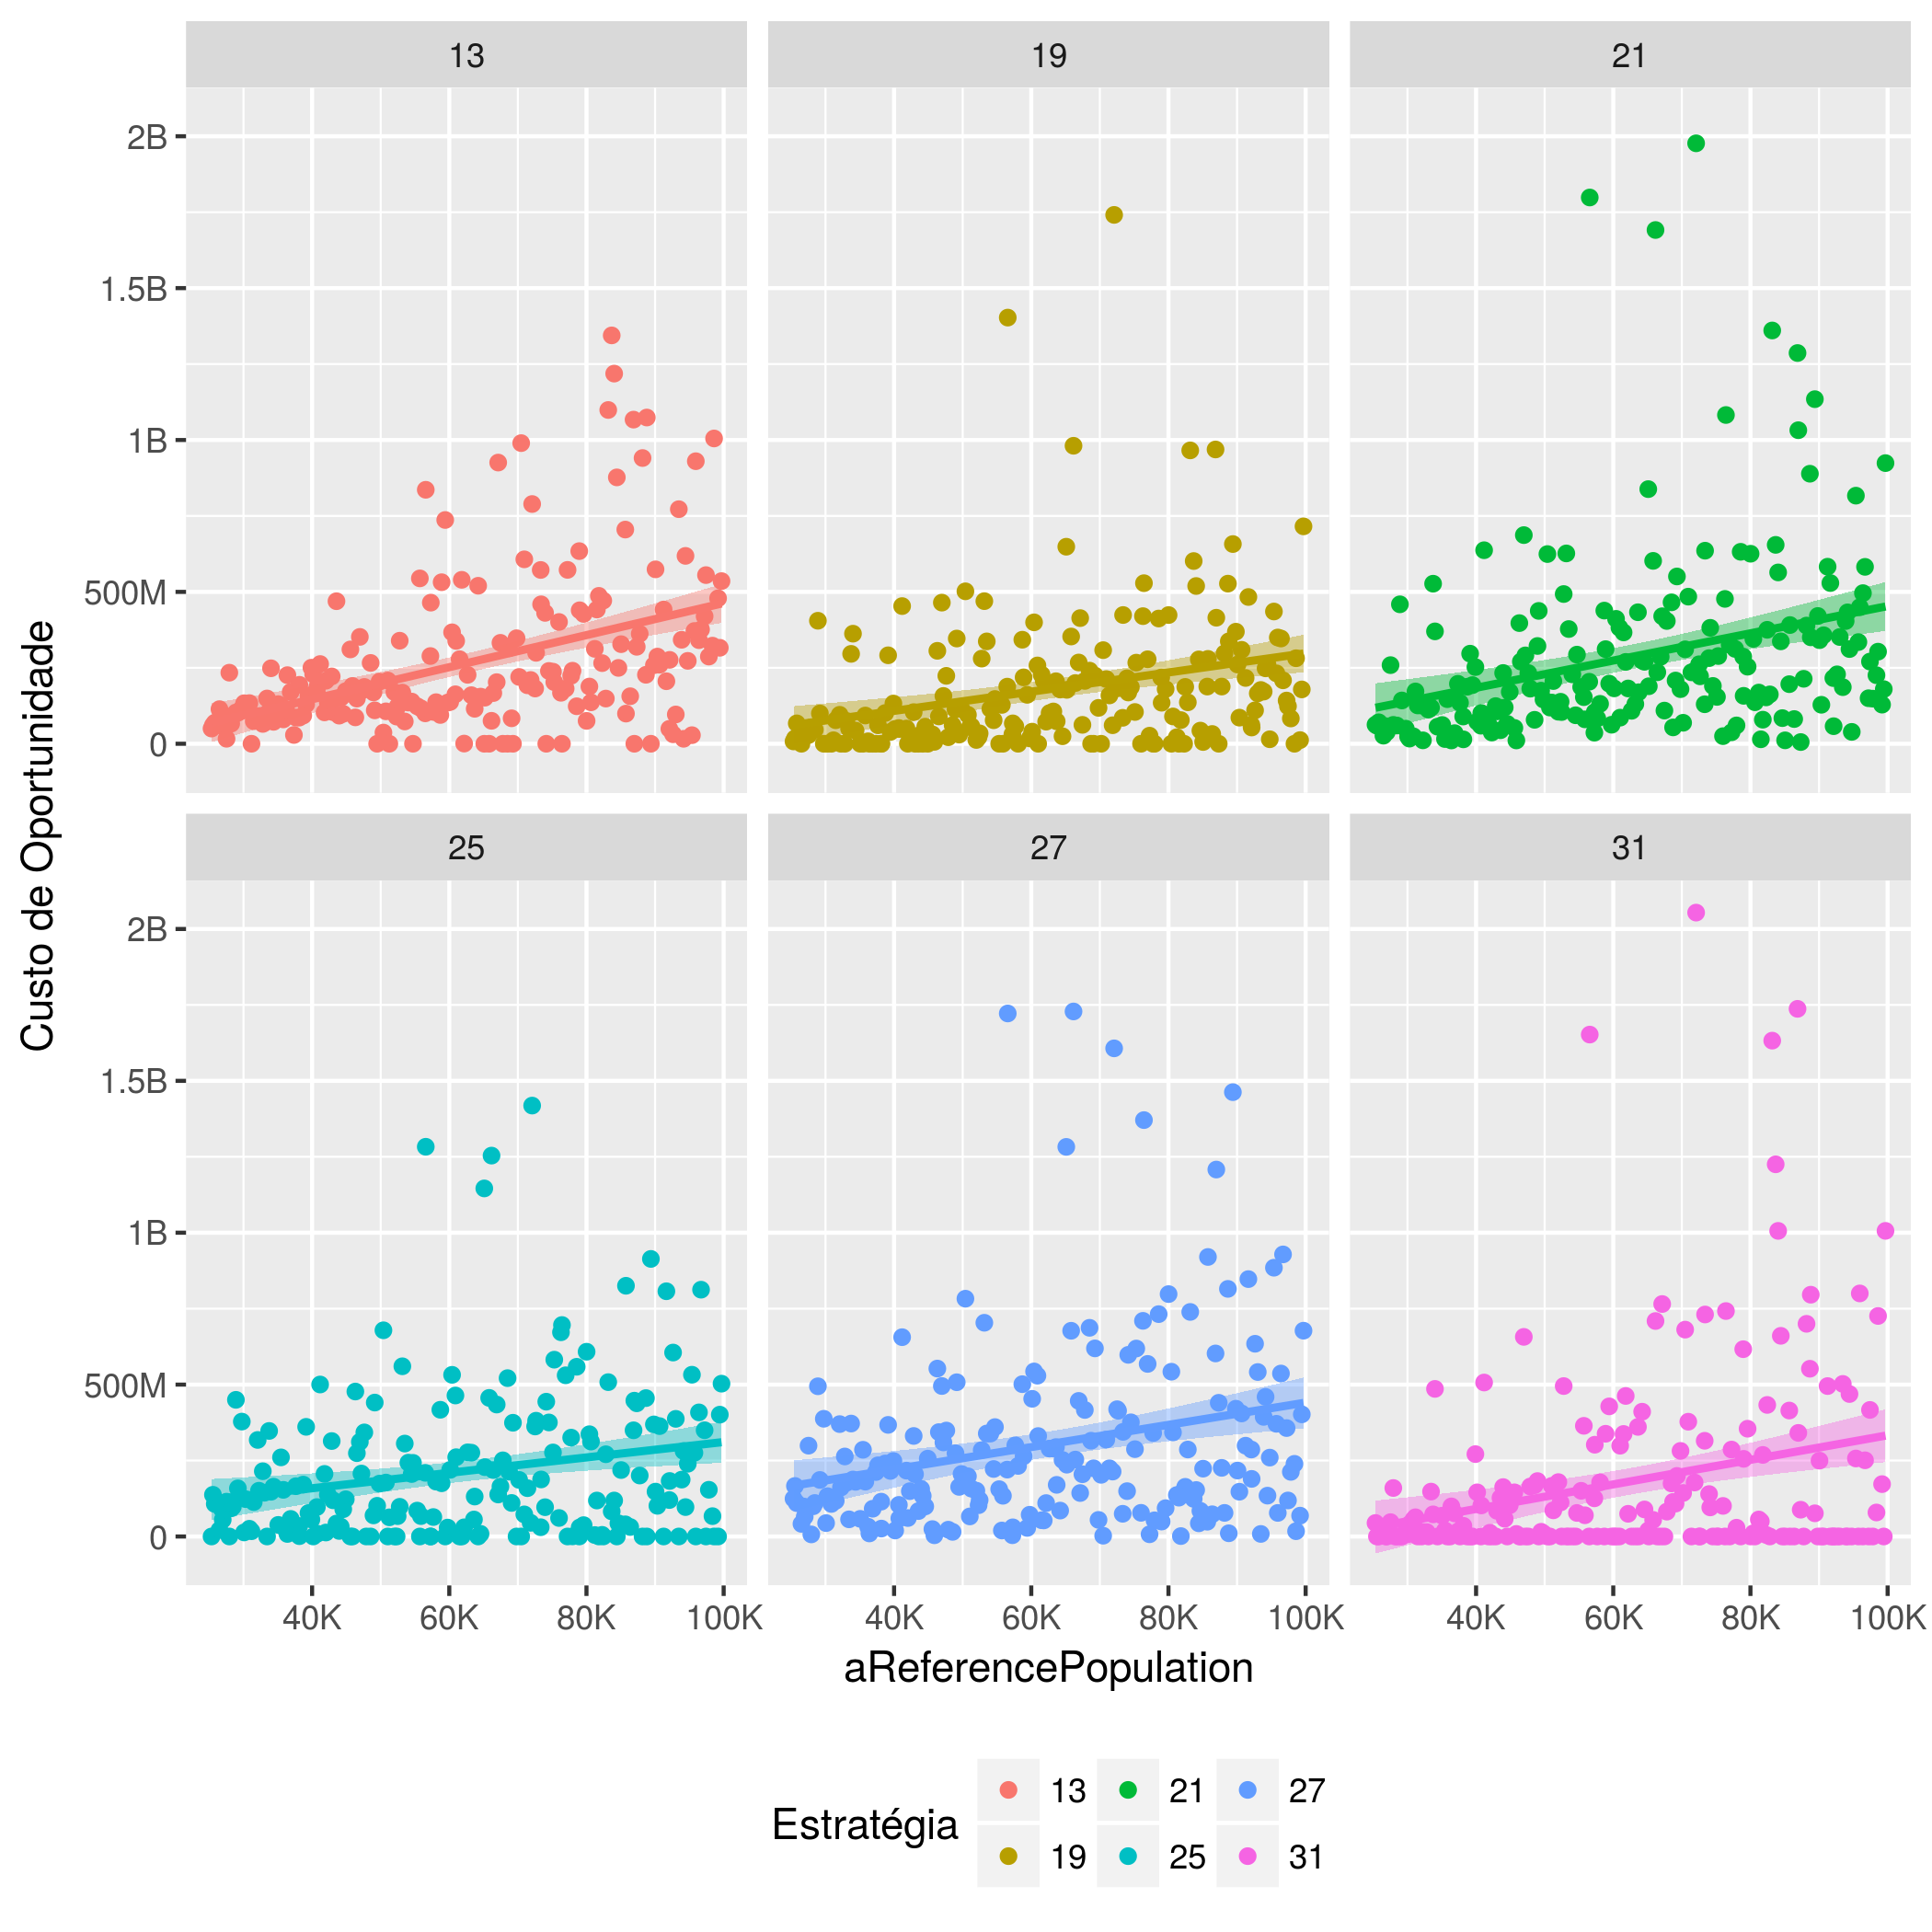 13 19 21
2B
1.5B
1B
500M
0
Custo de Oportunidade
25 27 31
2B
1.5B
1B
500M
0
40K 60K 80K 100K 40K 60K 80K 100K 40K 60K 80K 100K
aReferencePopulation
Estratégia
13 21 27
19 25 31